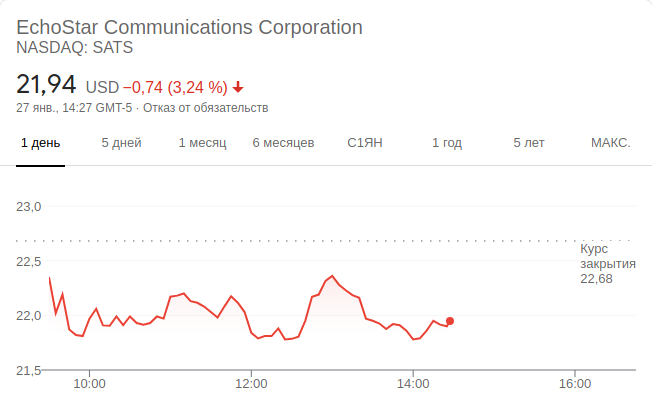 EchoStar Communications Corporation
NASDAQ: SATS
21,94 USD −0,74 (3,24 %)
27 янв., 14:27 GMT-5 · Отказ от обязательств
1 день 5 дней 1 месяц 6 месяцев С1ЯН 1 год 5 лет МАКС.
23,0
Курс
закрытия
22,68
22,5
22,0
21,5
10:00 12:00 14:00 16:00